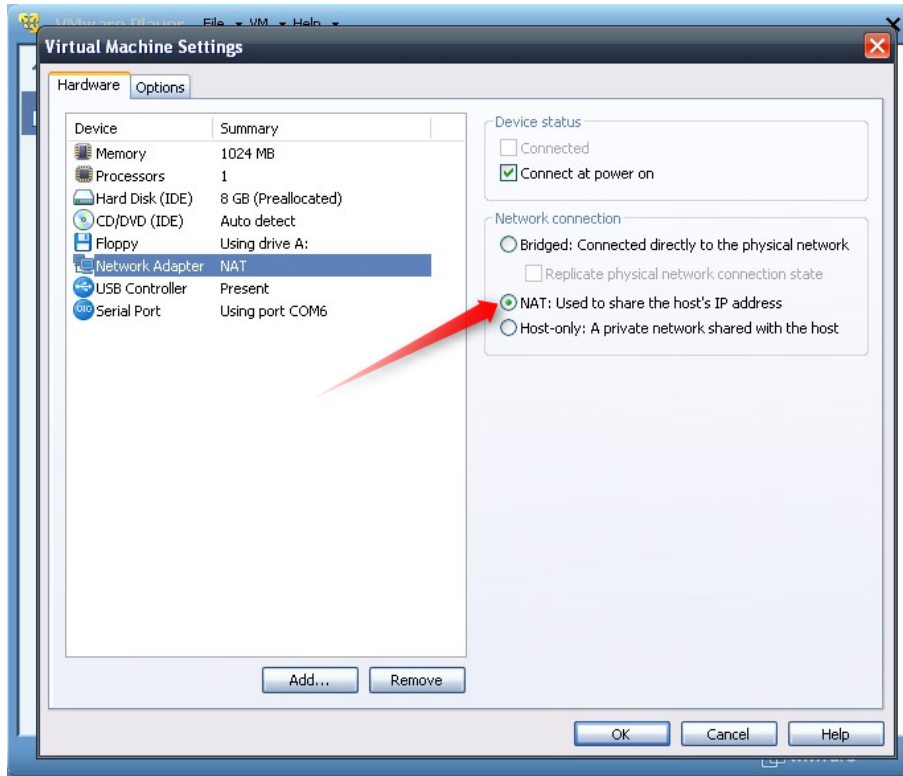 VMware Player File VM Help
Virtual Machine Settings
Hardware Options
Device Summary
Memory 1024 MB
Processors 1
Hard Disk (IDE) 8 GB (Preallocated)
CD/DVD (IDE) Auto detect
Floppy Using drive A:
Network Adapter NAT
USB Controller Present
Serial Port Using port COM6
Add... Remove
Device status
Connected
Connect at power on
Network connection
Bridged: Connected directly to the physical network
Replicate physical network connection state
NAT: Used to share the host's IP address
Host-only: A private network shared with the host
OK Cancel Help